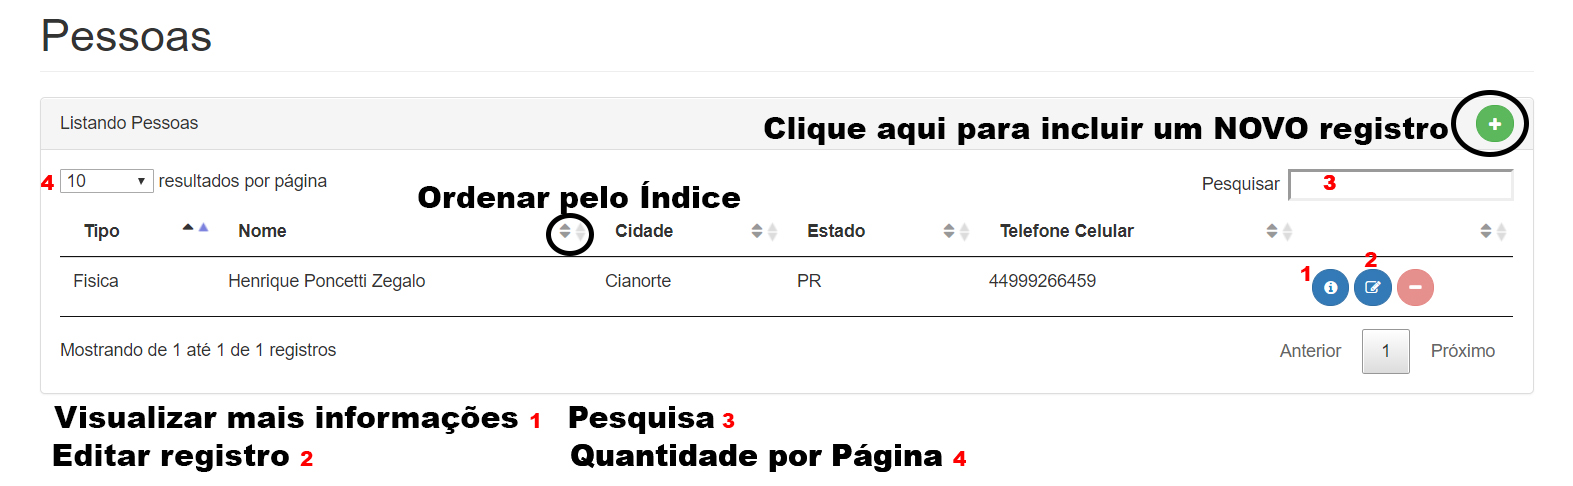 Pessoas
Listando Pessoas
Clique aqui para incluir um NOVO registro
4 10 resultados por página
Pesquisar 3
Ordenar pelo Índice
Tipo Nome Cidade Estado Telefone Celular
Fisica Henrique Poncetti Zegalo Cianorte PR 44999266459 1 2
Mostrando de 1 até 1 de 1 registros
Anterior 1 Próximo
Visualizar mais informações 1 Pesquisa 3
Editar registro 2 Quantidade por Página 4